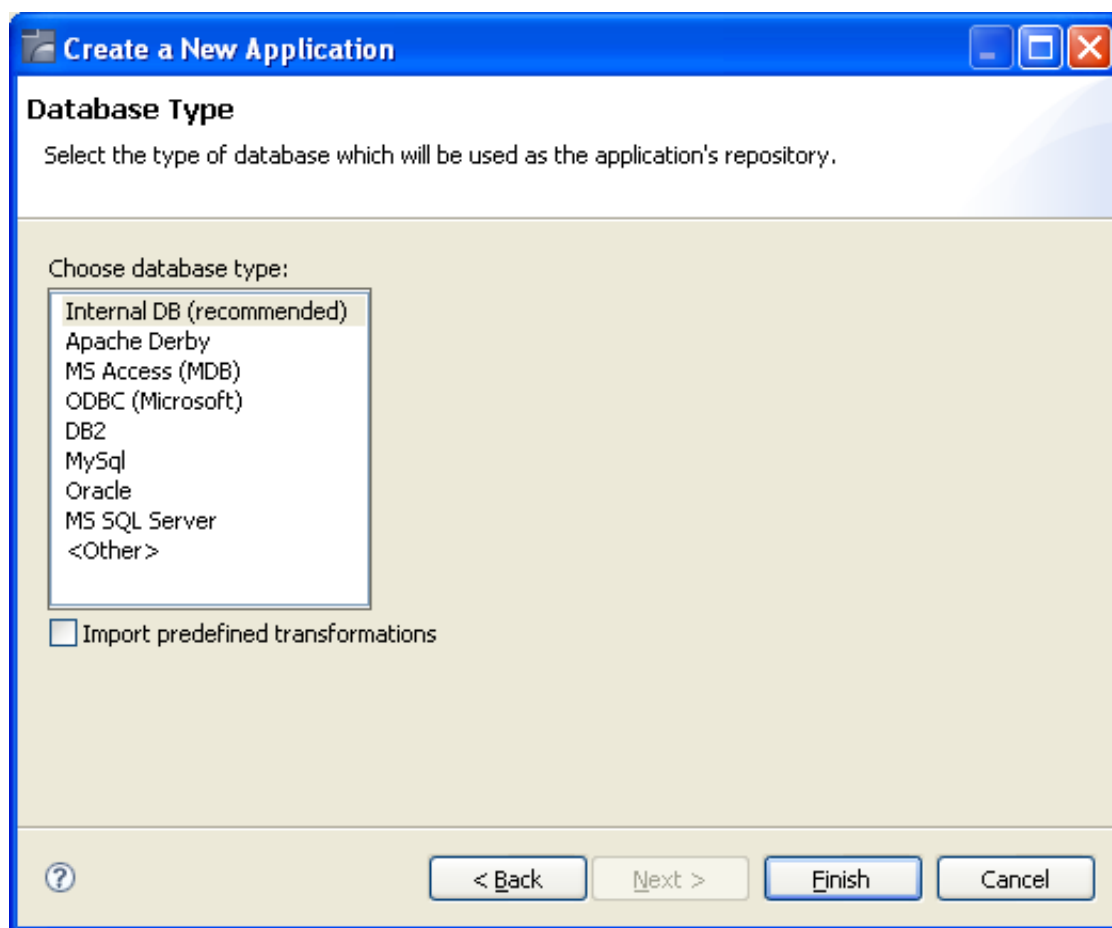 Create a New Application
Database Type
Select the type of database which will be used as the application's repository.
Choose database type:
Internal DB (recommended)
Apache Derby
MS Access (MDB)
ODBC (Microsoft)
DB2
MySql
Oracle
MS SQL Server
<Other>
Import predefined transformations
? < Back Next > Finish Cancel